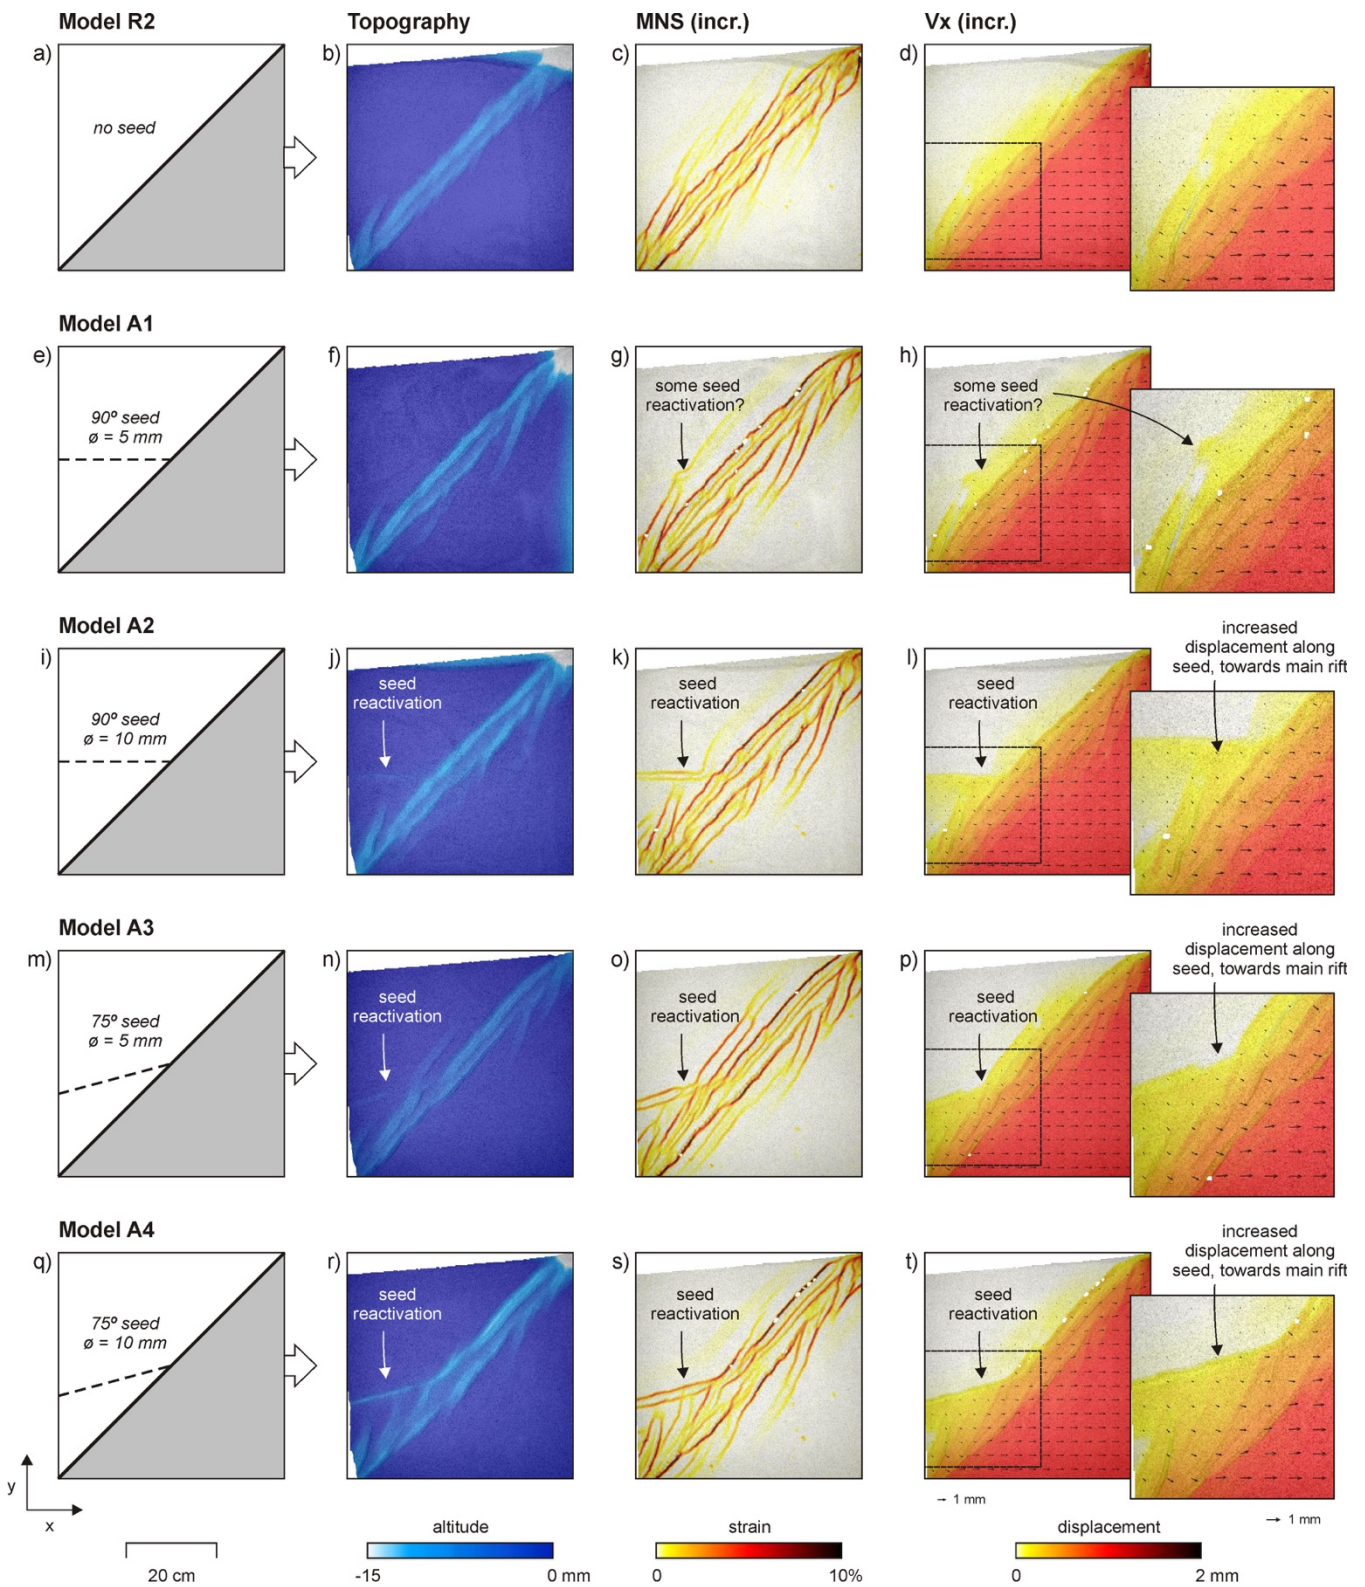 Model R2
Topography
MNS (incr.)
Vx (incr.)
a)
no seed
b)
c)
d)
Model A1
e)
90º seed
ø = 5 mm
f)
g)
some seed
reactivation?
h)
some seed
reactivation?
Model A2
i)
90º seed
ø = 10 mm
j)
seed
reactivation
k)
seed
reactivation
l)
seed
reactivation
increased
displacement along
seed, towards main rift
Model A3
m)
75º seed
ø = 5 mm
n)
seed
reactivation
o)
seed
reactivation
p)
seed
reactivation
increased
displacement along
seed, towards main rift
Model A4
q)
75º seed
ø = 10 mm
r)
seed
reactivation
s)
seed
reactivation
t)
seed
reactivation
increased
displacement along
seed, towards main rift
y
x
1 mm
1 mm
20 cm
altitude
-15
0 mm
strain
0
10%
displacement
0
2 mm